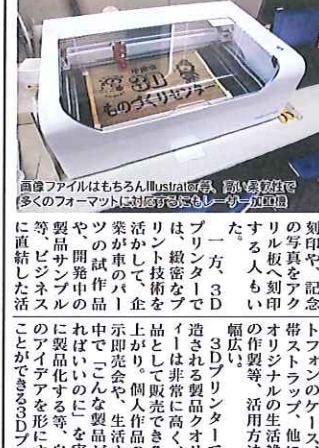 3D
ものづくりセンター
画像ファイルはもちろんIllustrator等、高い柔軟性で
多くのフォーマットに対応する レーザー加工機
トフォンのケー
帯ストラップ、他に
オリジナルの生活雑
の作製等、活用方法
幅広い。
3Dプリンターで
造される製品クオ
ィーは非常に高
品として販売でき
上がり。個人作品
示即売会や、生活
中で「こんな製品
ればいいのに」を実
に製品化する等、
のアイデアを形に
ことができる3Dプ
刻印や、記念
の写真をアク
リル板へ刻印
する人もい
た。
一方、3D
プリンターで
は、緻密なプ
リント技術を
活かして、企
業が車のパー
ツの試作品
や、開発中の
製品サンプル
等、ビジネス
に直結した活